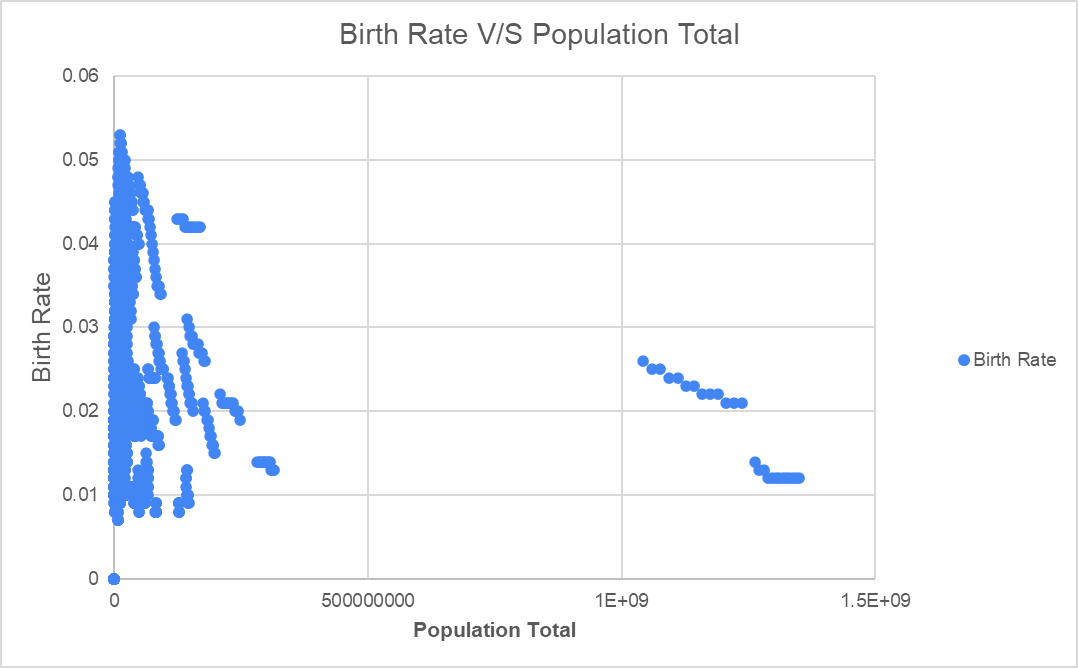 Birth Rate V/S Population Total
0.06
0.05
0.04
0.03
0.02
0.01
0
Birth Rate
0 500000000 1E+09 1.5E+09
Population Total
Birth Rate